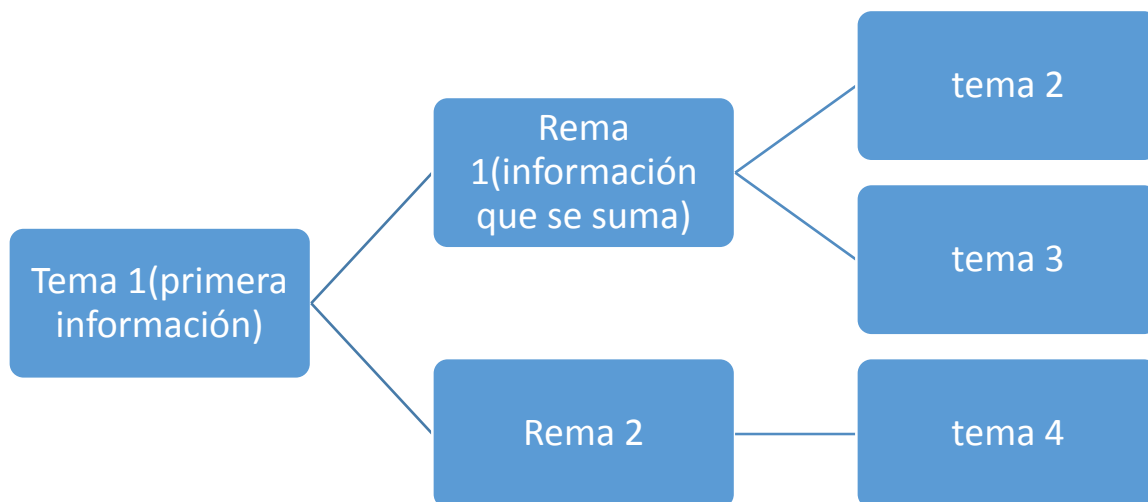 Tema 1(primera
información)
Rema
1(información
que se suma)
Rema 2
tema 2
tema 3
tema 4